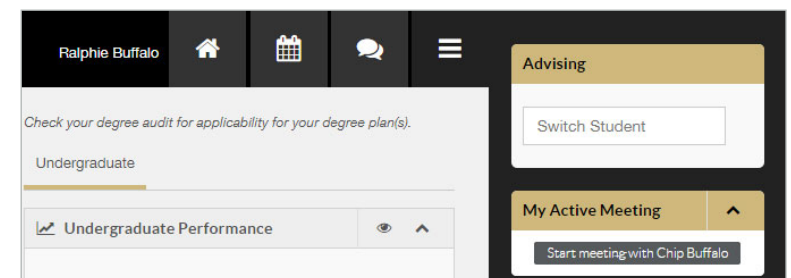 Ralphie Buffalo
Check your degree audit for applicability for your degree plan(s).
Undergraduate
Undergraduate Performance
Advising
Switch Student
My Active Meeting
Start meeting with Chip Buffalo